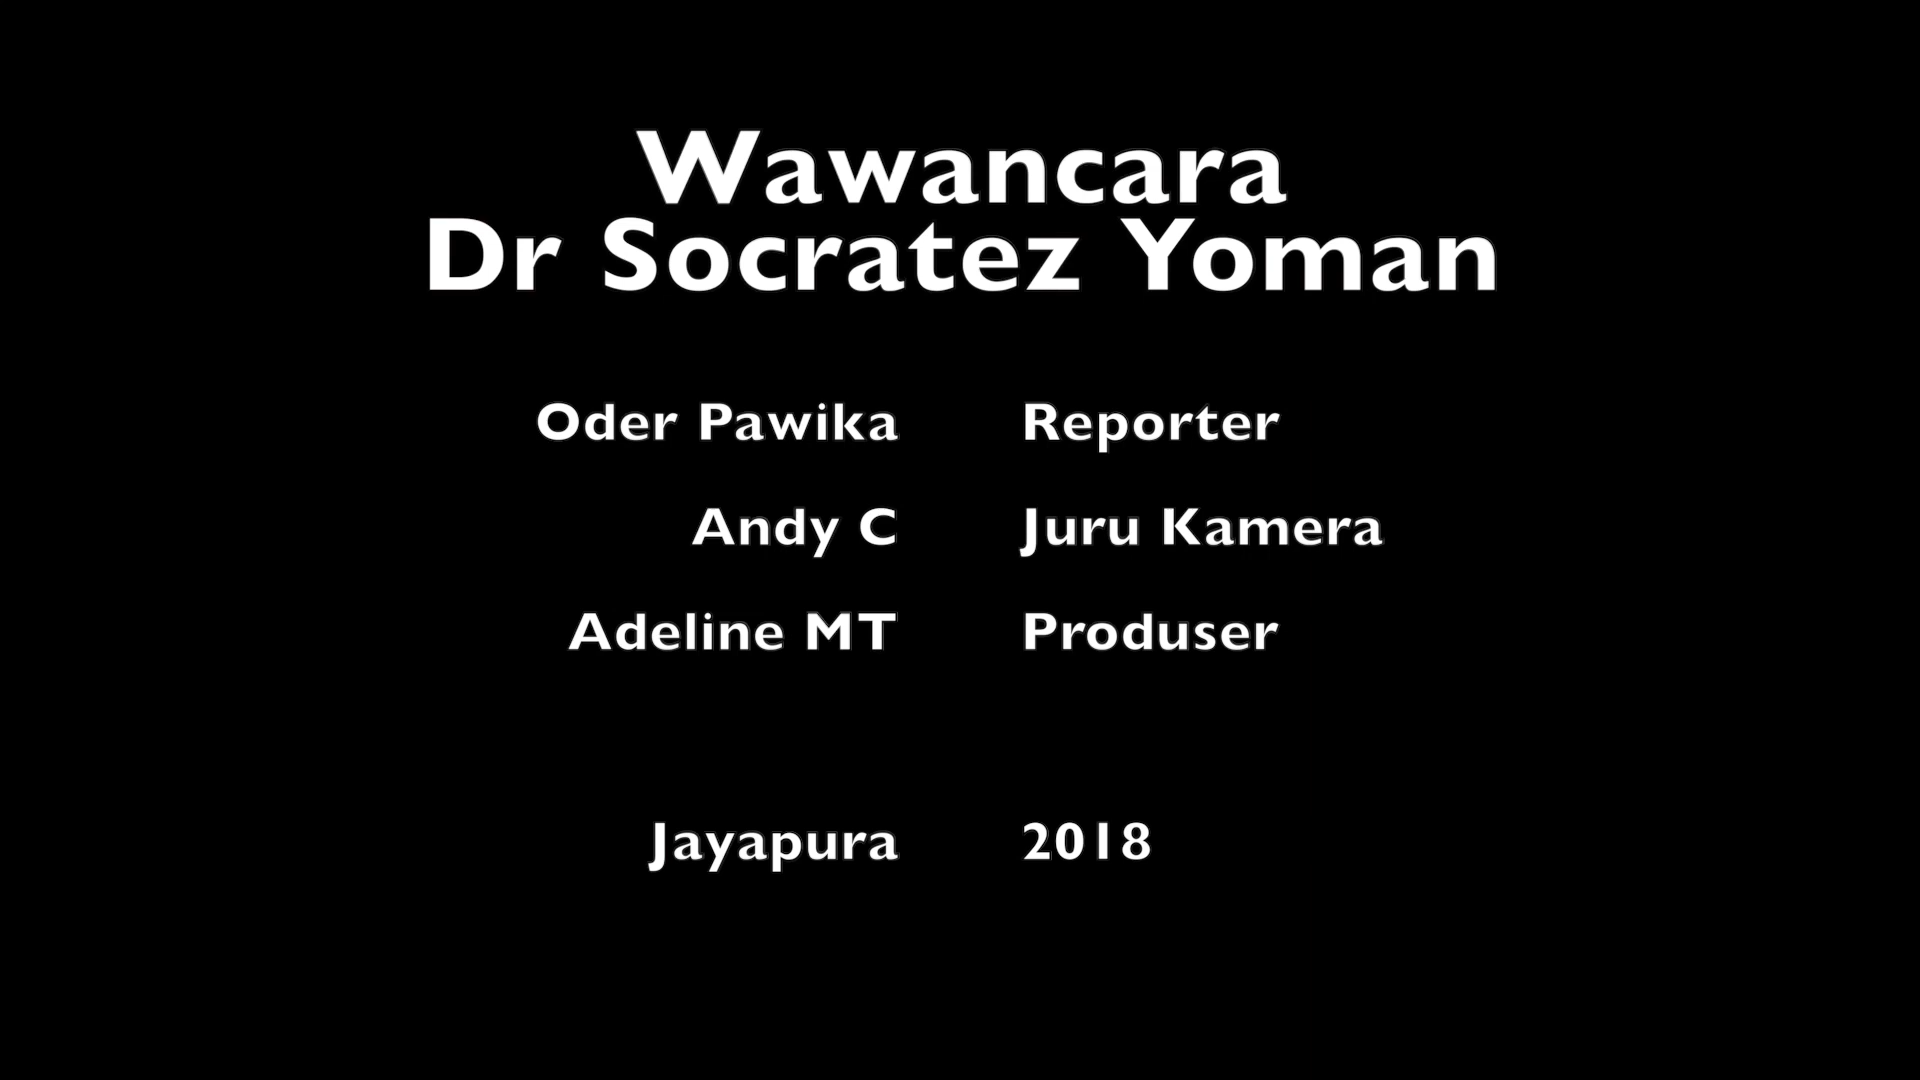 Wawancara
Dr Socratez Yoman
Oder Pawika Reporter
Andy C Juru Kamera
Adeline MT Produser
Jayapura 2018